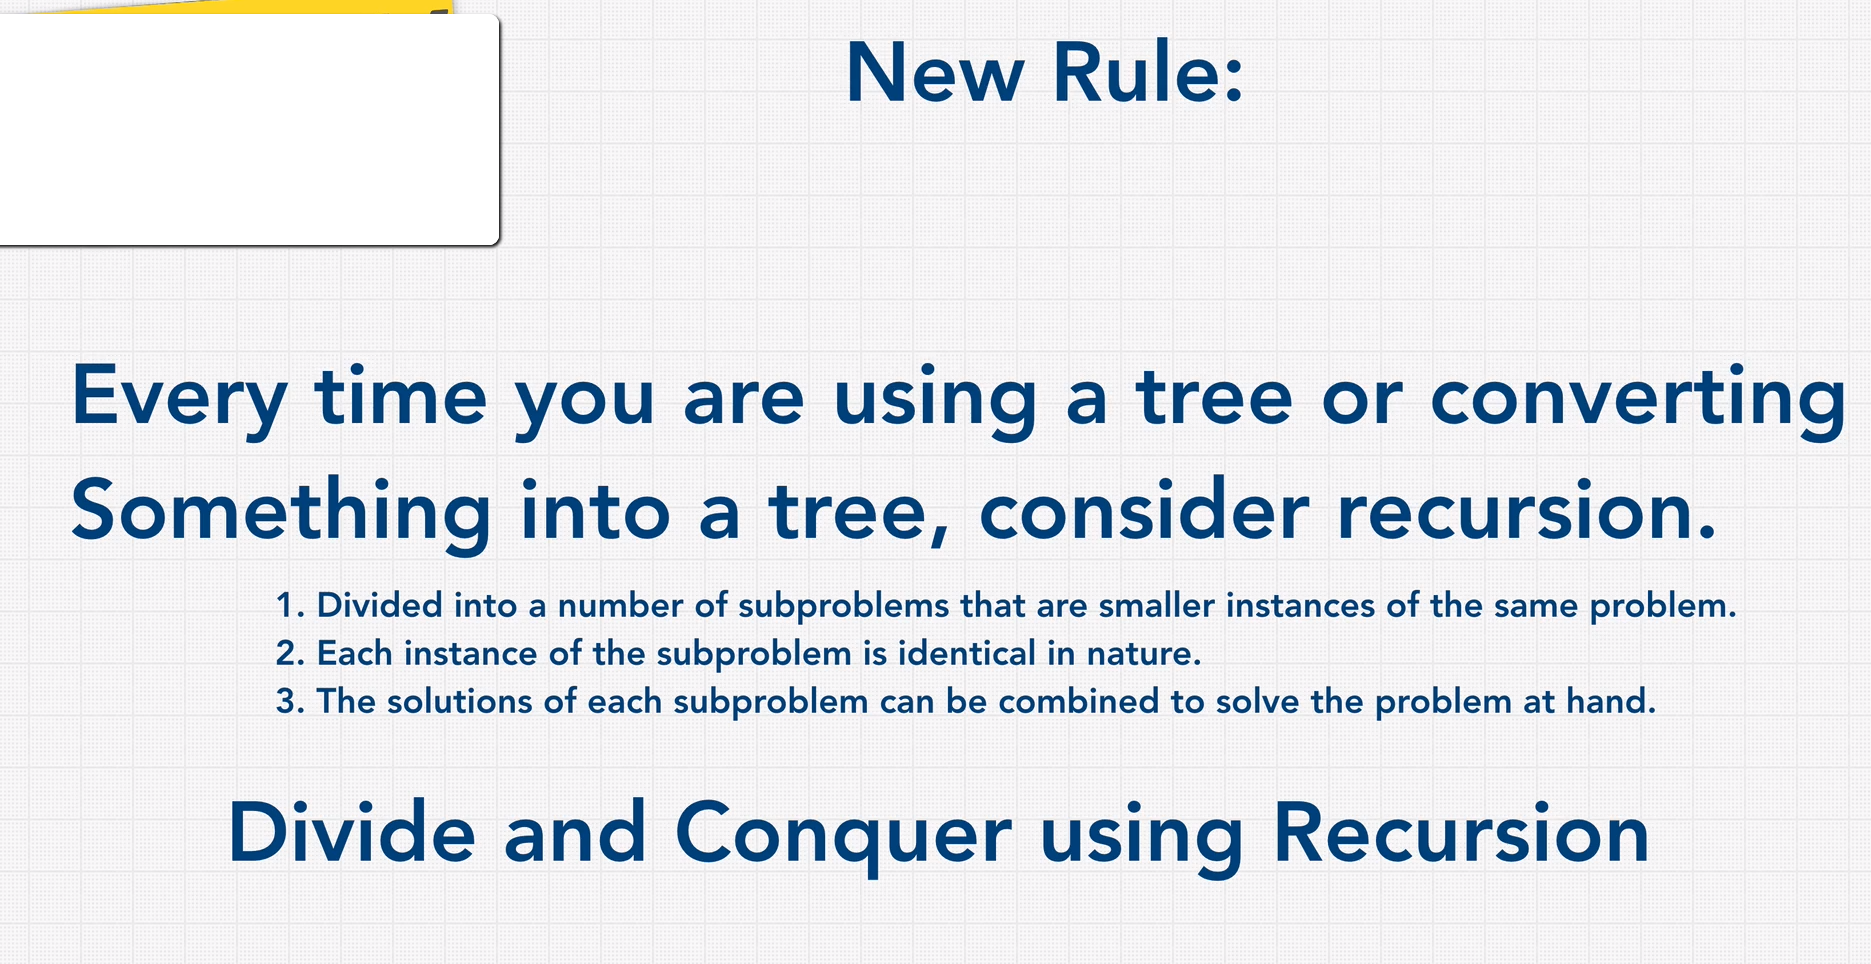 New Rule:
Every time you are using a tree or converting
Something into a tree, consider recursion.
1. Divided into a number of subproblems that are smaller instances of the same problem.
2. Each instance of the subproblem is identical in nature.
3. The solutions of each subproblem can be combined to solve the problem at hand.
Divide and Conquer using Recursion